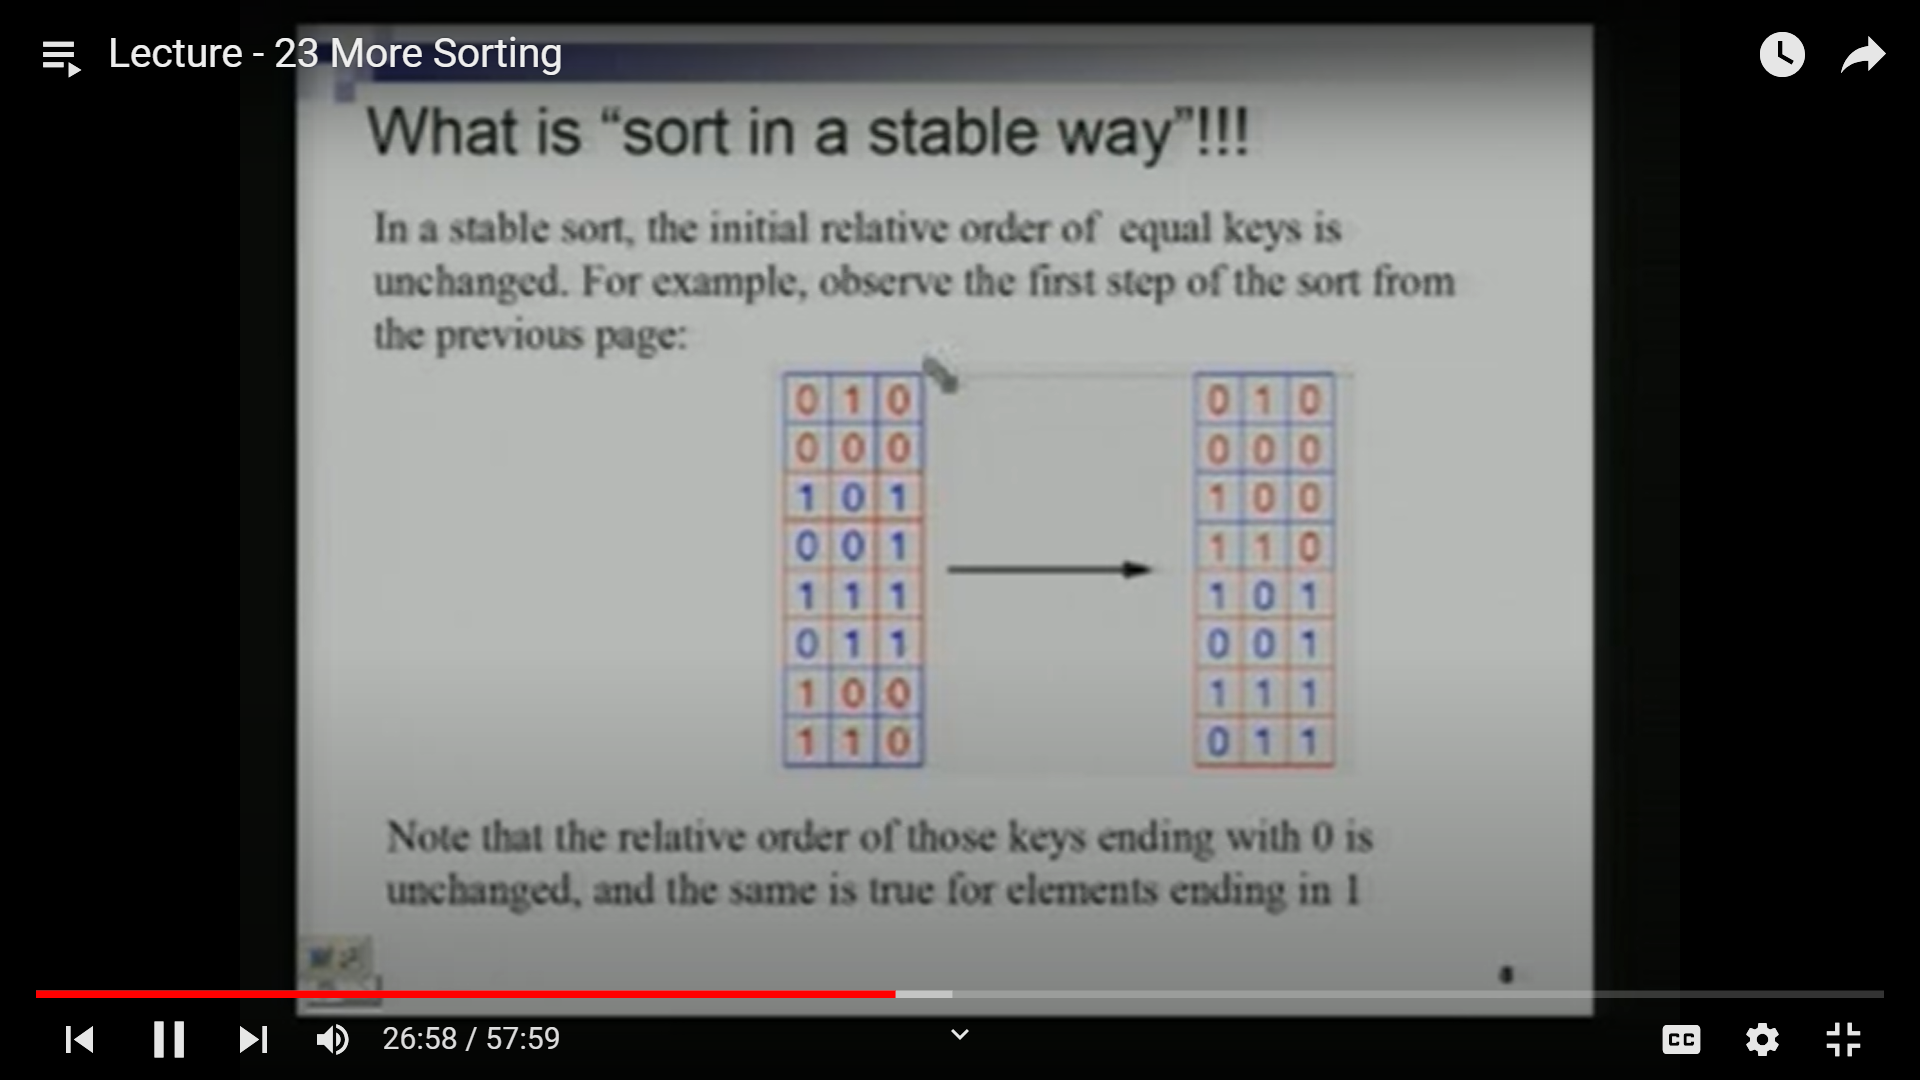 Lecture - 23 More Sorting
What is “sort in a stable way”!!!
In a stable sort, the initial relative order of equal keys is
unchanged. For example, observe the first step of the sort from
the previous page:
0 1 0 0 1 0
0 0 0 0 0 0
1 0 1 1 0 0
0 0 1 1 1 0
1 1 1 1 0 1
0 1 1 0 0 1
1 0 0 1 1 1
1 1 0 0 1 1
Note that the relative order of those keys ending with 0 is
unchanged, and the same is true for elements ending in 1
26:58 / 57:59
CC